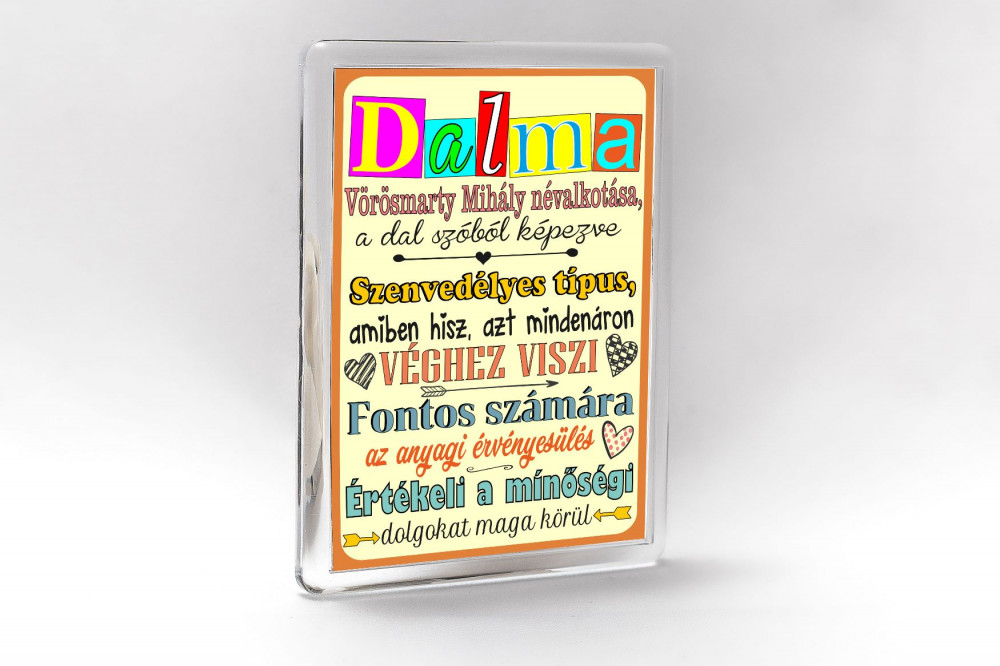 Dalma
Vörösmarty Mihály névalkotása,
a dal szóból képezve
Szenvedélyes típus,
amiben hisz, azt mindenáron
VÉGHEZ VISZI
Fontos számára
az anyagi érvényesülés
Értékeli a mínőségi
dolgokat maga körül